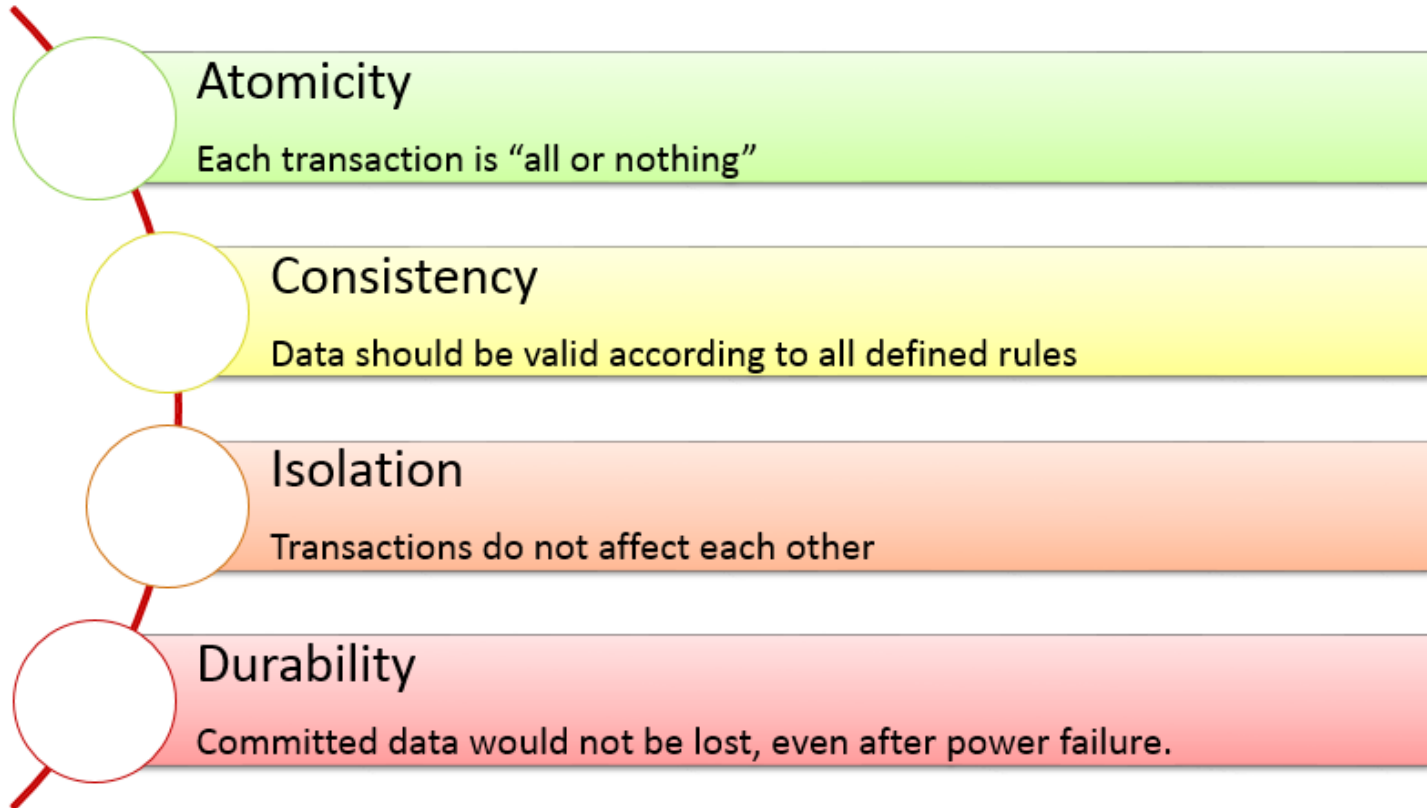 Atomicity
Each transaction is “all or nothing”
Consistency
Data should be valid according to all defined rules
Isolation
Transactions do not affect each other
Durability
Committed data would not be lost, even after power failure.